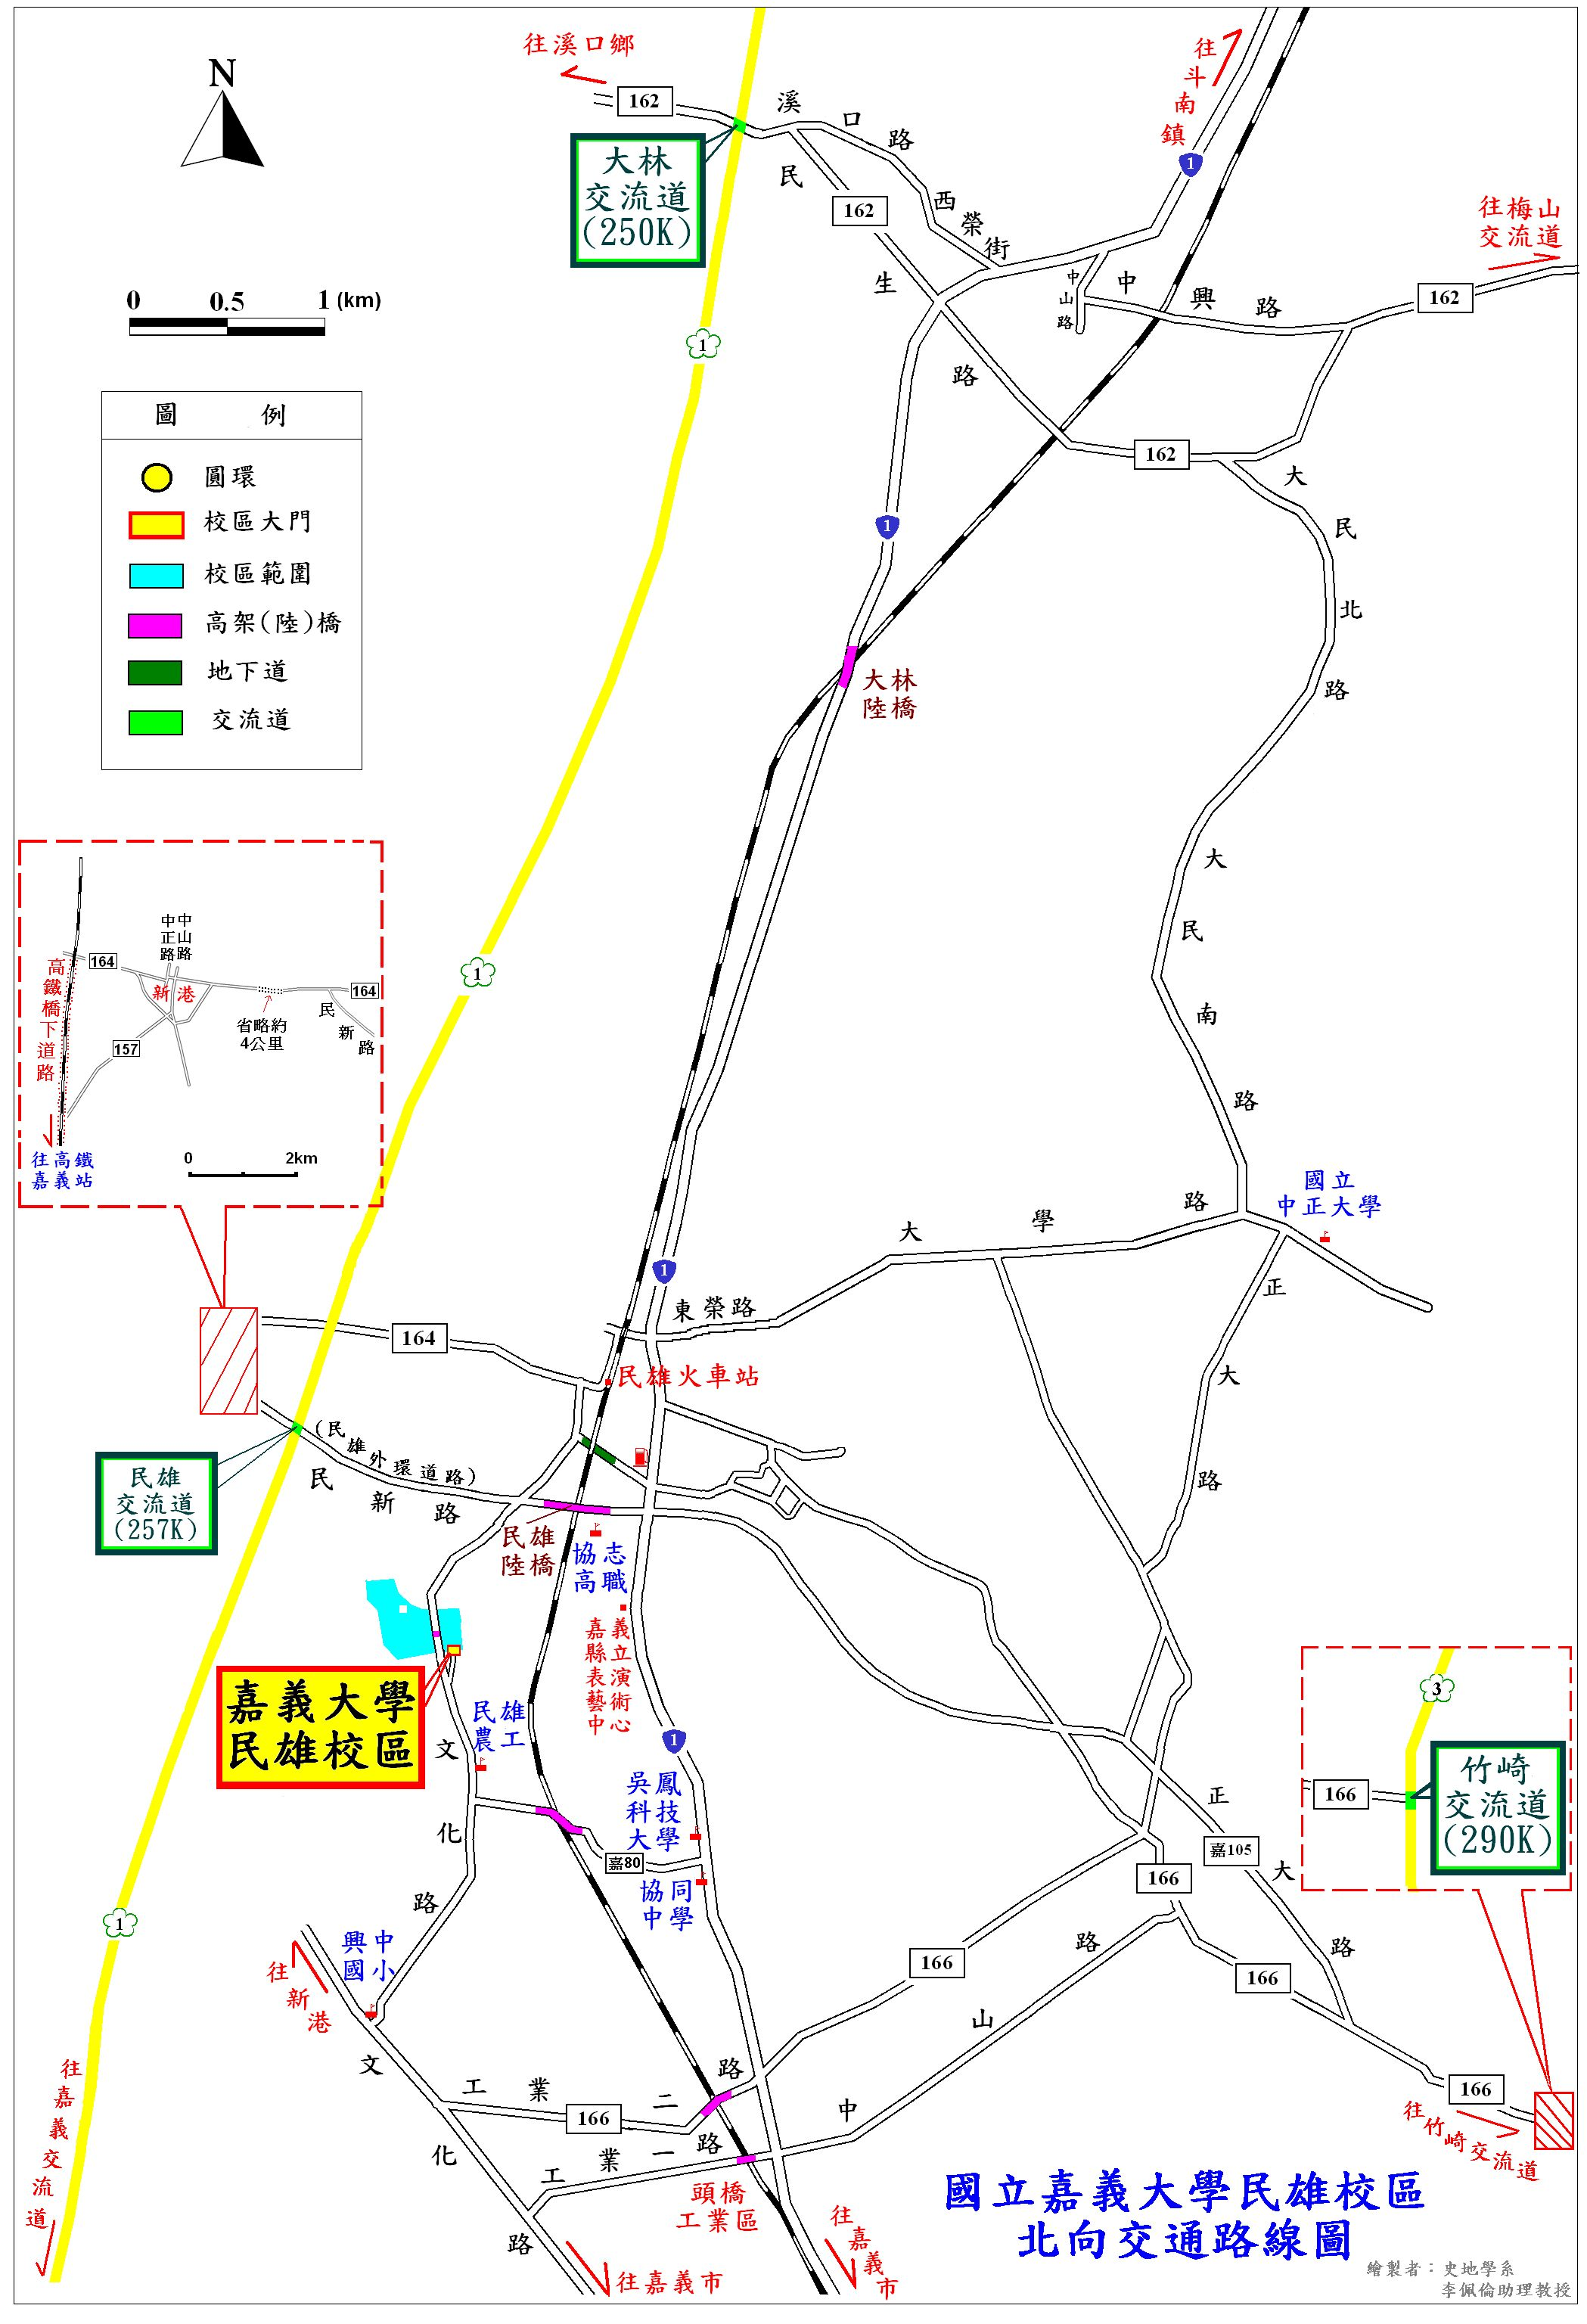 往溪口鄉
162
溪口路
往斗南鎮
N
大林
交流道
(250K)
民生路
162
西榮街
1
往梅山
交流道
中山路
中興路
162
0 0.5 1 (km)
1
圖 例
圓環
校區大門
校區範圍
高架(陸)橋
地下道
交流道
162
1
大民北路
大林
陸橋
大民南路
1
中正路
中山路
164
高鐵橋下道路
新港
164
省略約
4公里
民新路
157
往高鐵
嘉義站
0 2km
國立
中正大學
大學路
1
東榮路
正大路
164
民雄火車站
(民雄外環道路)
民新路
民雄
交流道
(257K)
民雄
陸橋
協志
高職
嘉義
縣立
表演
藝術
中心
嘉義大學
民雄校區
民雄
農工
文化路
1
吳鳳
科技
大學
嘉80
協同
中學
3
166
竹崎
交流道
(290K)
正大路
嘉105
166
1
興中
國小
往新港
166
中山路
166
往嘉義交流道
文化路
工業二路
166
工業一路
166
往竹崎交流道
頭橋
工業區
往嘉義市
往嘉義市
國立嘉義大學民雄校區
北向交通路線圖
繪製者：史地學系
李佩倫助理教授